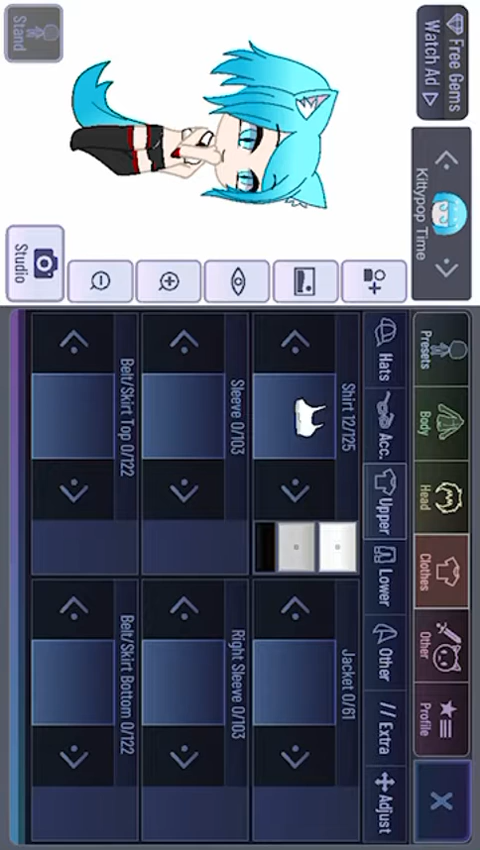 Free Gems
Watch Ad
Kittypop Time
Stand
Studio
Presets
Body
Head
Clothes
Other
Profile
X
Hats
Acc.
Upper
Lower
Other
Extra
Adjust
Shirt 12/125
Jacket 0/61
Sleeve 0/103
Right Sleeve 0/103
Belt/Skirt Top 0/122
Belt/Skirt Bottom 0/122